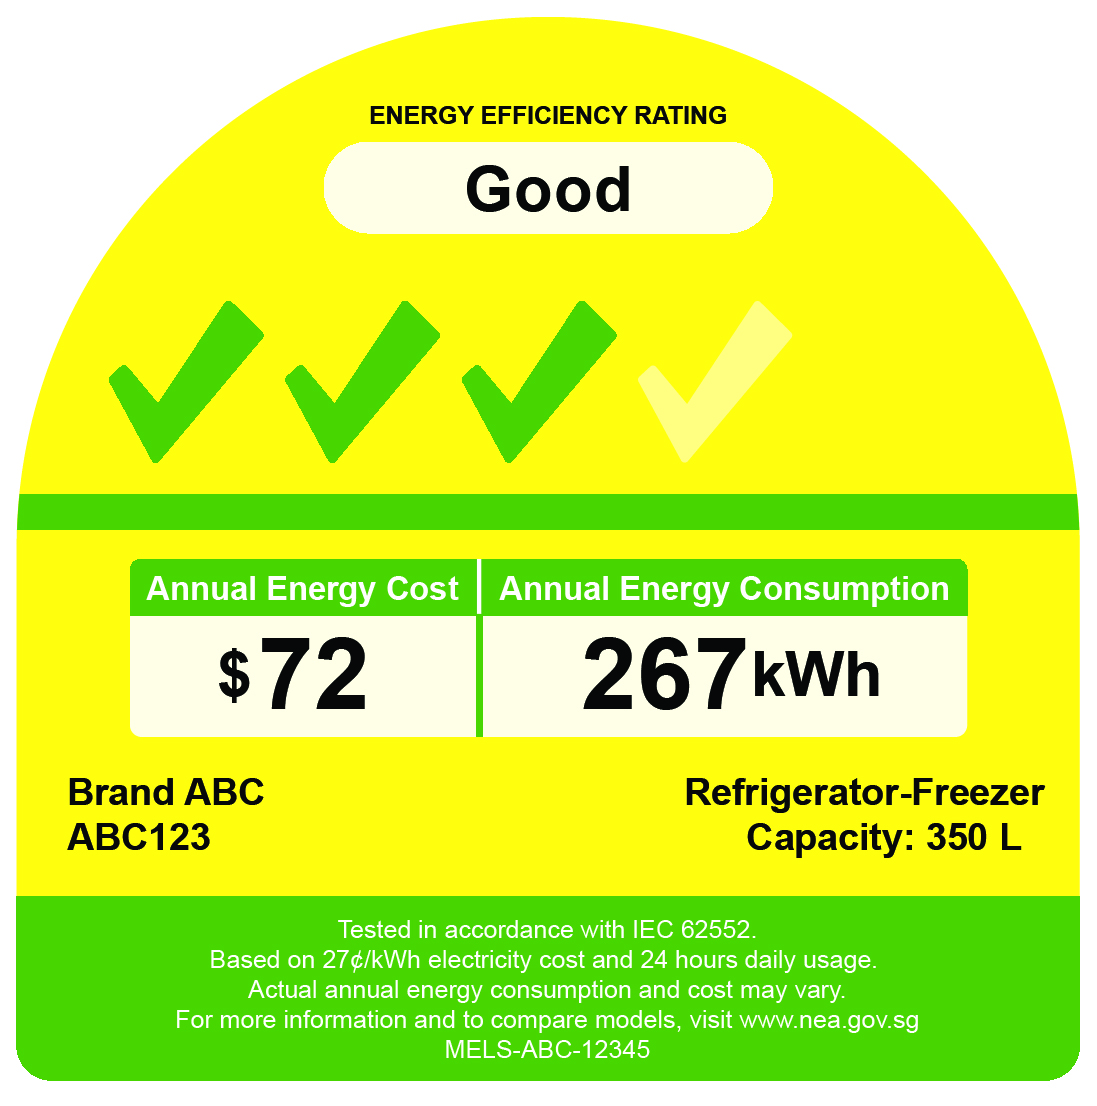 ENERGY EFFICIENCY RATING
Good
Annual Energy Cost
Annual Energy Consumption
$72
267kWh
Brand ABC
ABC123
Refrigerator-Freezer
Capacity: 350 L
Tested in accordance with IEC 62552.
Based on 27¢/kWh electricity cost and 24 hours daily usage.
Actual annual energy consumption and cost may vary.
For more information and to compare models, visit www.nea.gov.sg
MELS-ABC-12345